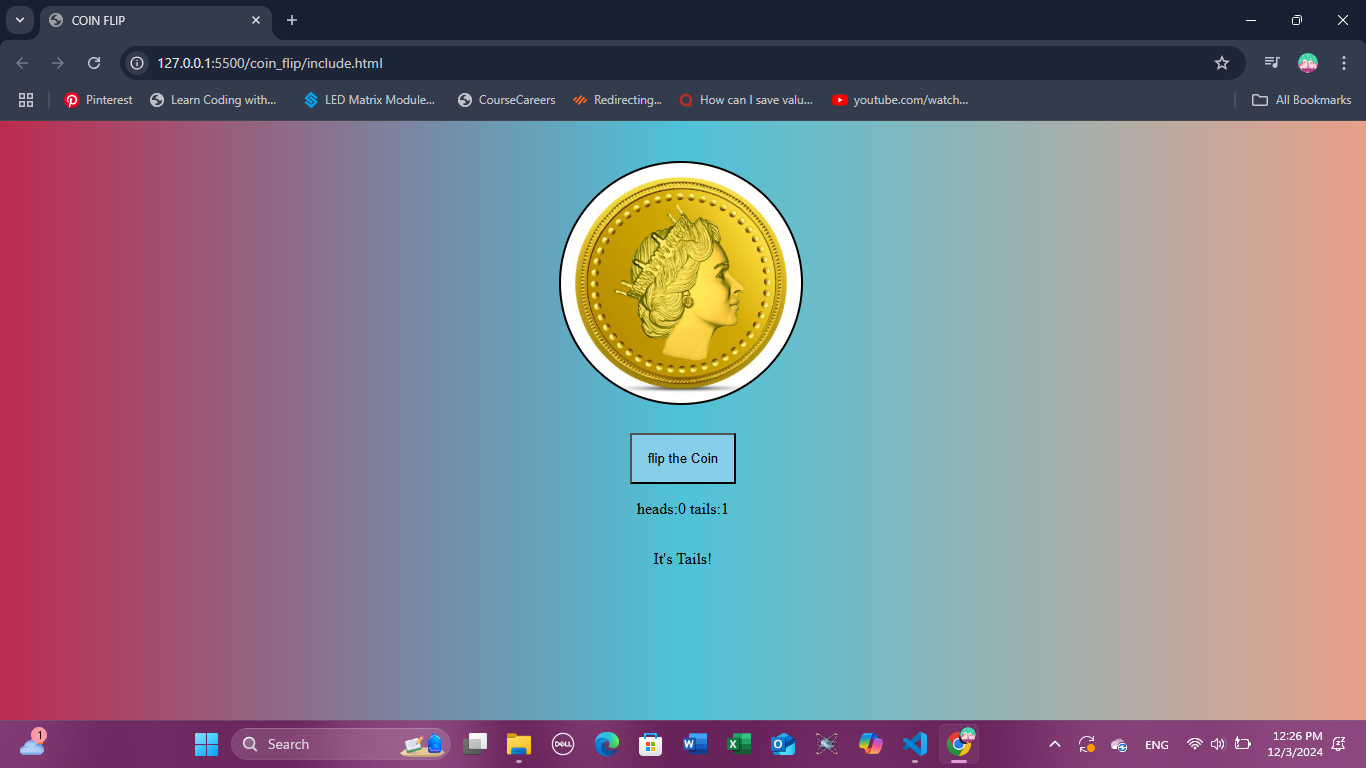 COIN FLIP
127.0.0.1:5500/coin_flip/include.html
Pinterest
Learn Coding with...
LED Matrix Module...
CourseCareers
Redirecting...
How can I save valu...
youtube.com/watch...
All Bookmarks
flip the Coin
heads:0 tails:1
It's Tails!
1
Search
DELL
ENG
12:26 PM
12/3/2024